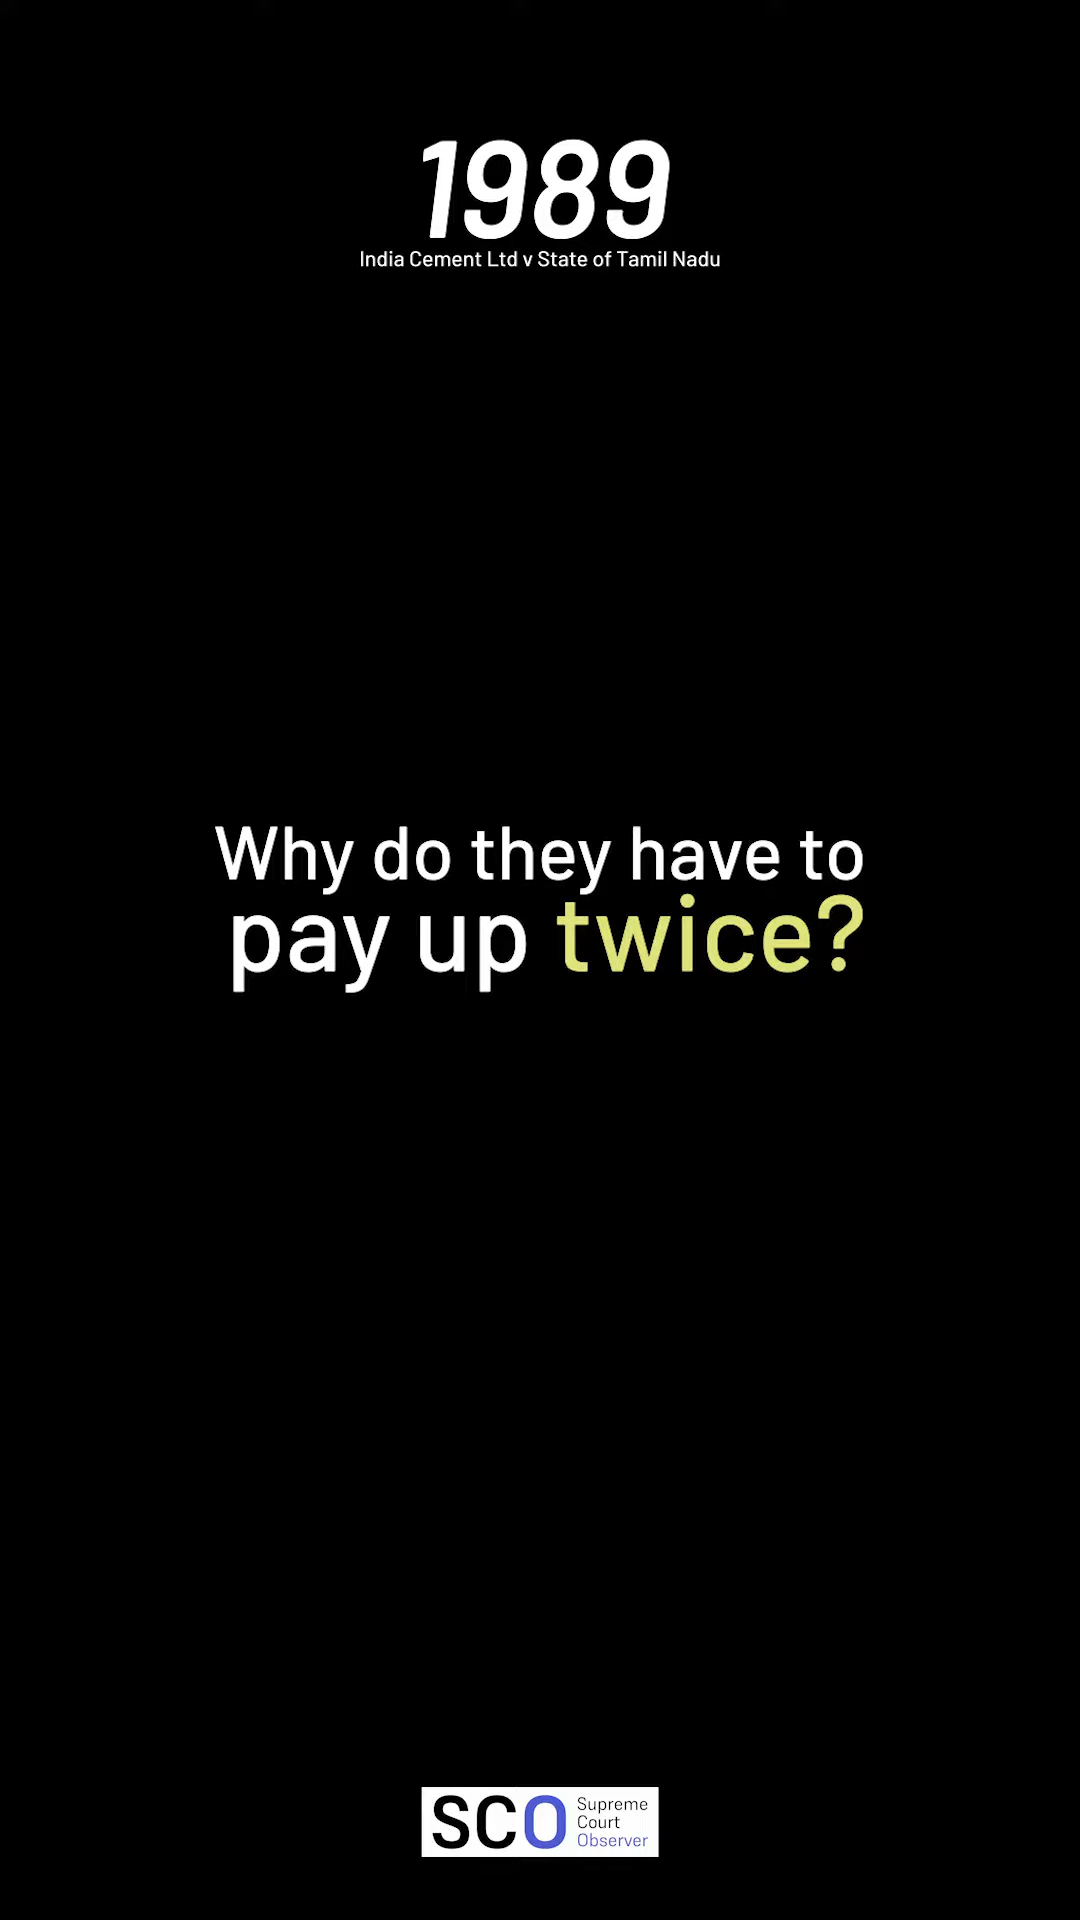 1989
India Cement Ltd v State of Tamil Nadu
Why do they have to
pay up twice?
SCO
Supreme
Court
Observer